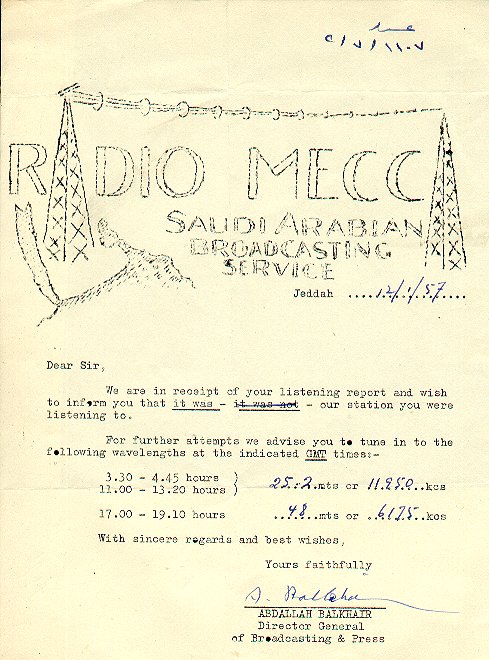 RADIO MECCA
SAUDI ARABIAN
BROADCASTING
SERVICE
Jeddah ....12/1/57....
Dear Sir,
We are in receipt of your listening report and wish
to inform you that it was - it was not - our station you were
listening to.
For further attempts we advise you to tune in to the
following wavelengths at the indicated GMT times:-
3.30 - 4.45 hours )
11.00 - 13.20 hours ) 25.2.mts or 11.950..kcs
17.00 - 19.10 hours ..48..mts or ..6175..kcs
With sincere regards and best wishes,
Yours faithfully
A. Balkhair
ABDALLAH BALKHAIR
Director General
of Broadcasting & Press